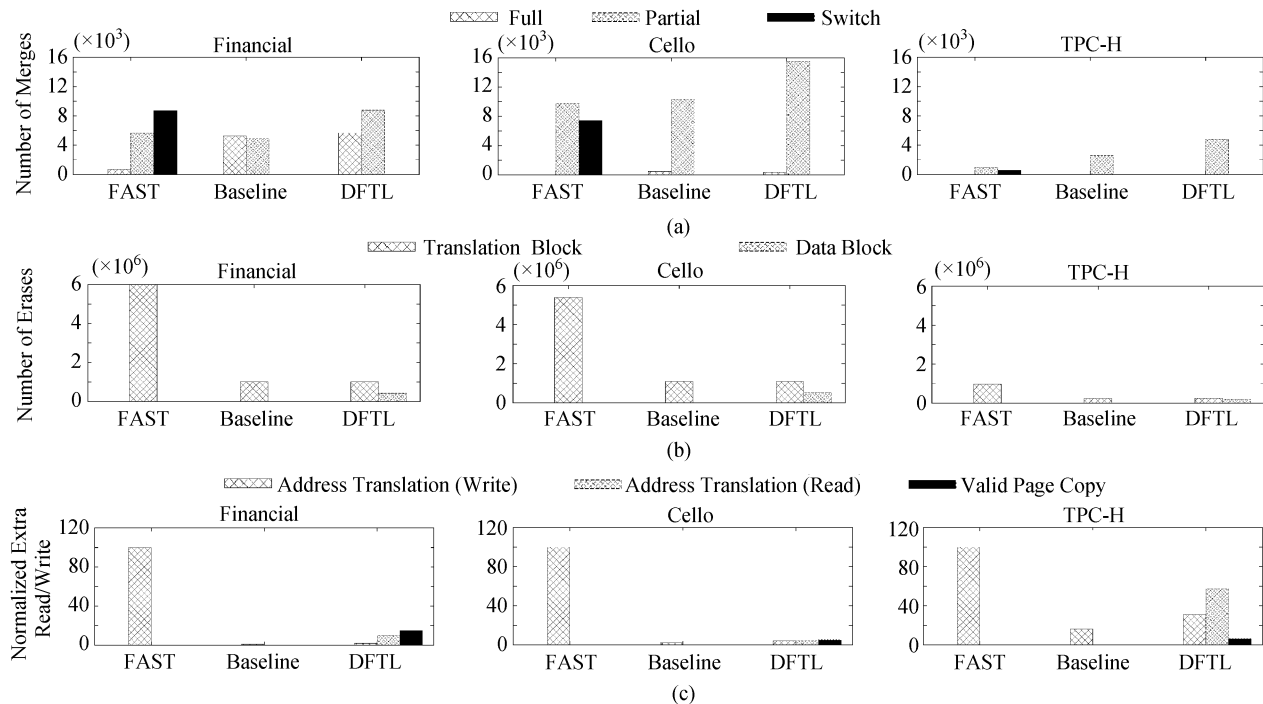 Full Partial Switch
(×10³) Financial (×10³) Cello (×10³) TPC-H
Number of Merges
16 16 16
12 12 12
8 8 8
4 4 4
0 0 0
FAST Baseline DFTL FAST Baseline DFTL FAST Baseline DFTL
(a)
Translation Block Data Block
(×10⁶) Financial (×10⁶) Cello (×10⁶) TPC-H
Number of Erases
6 6 6
4 4 4
2 2 2
0 0 0
FAST Baseline DFTL FAST Baseline DFTL FAST Baseline DFTL
(b)
Address Translation (Write) Address Translation (Read) Valid Page Copy
Financial Cello TPC-H
Normalized Extra
Read/Write
120 120 120
80 80 80
40 40 40
0 0 0
FAST Baseline DFTL FAST Baseline DFTL FAST Baseline DFTL
(c)